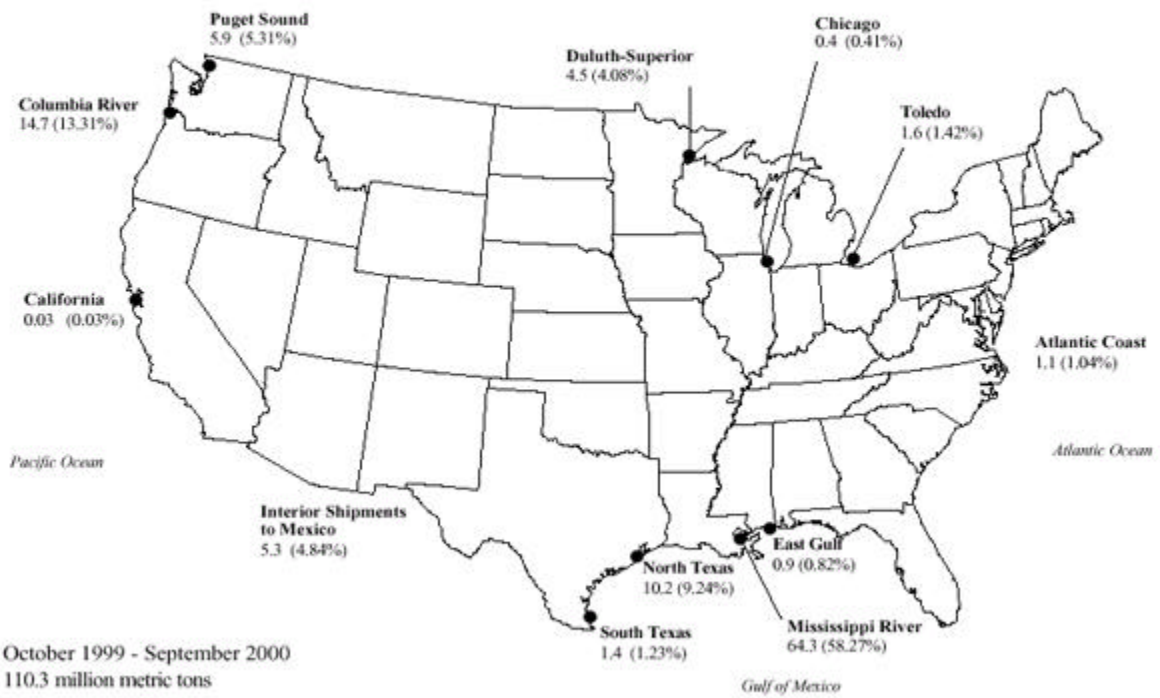 Puget Sound
5.9 (5.31%)
Chicago
0.4 (0.41%)
Duluth-Superior
4.5 (4.08%)
Columbia River
14.7 (13.31%)
Toledo
1.6 (1.42%)
California
0.03 (0.03%)
Atlantic Coast
1.1 (1.04%)
Pacific Ocean
Atlantic Ocean
Interior Shipments
to Mexico
5.3 (4.84%)
East Gulf
0.9 (0.82%)
North Texas
10.2 (9.24%)
Mississippi River
64.3 (58.27%)
South Texas
1.4 (1.23%)
October 1999 - September 2000
110.3 million metric tons
Gulf of Mexico